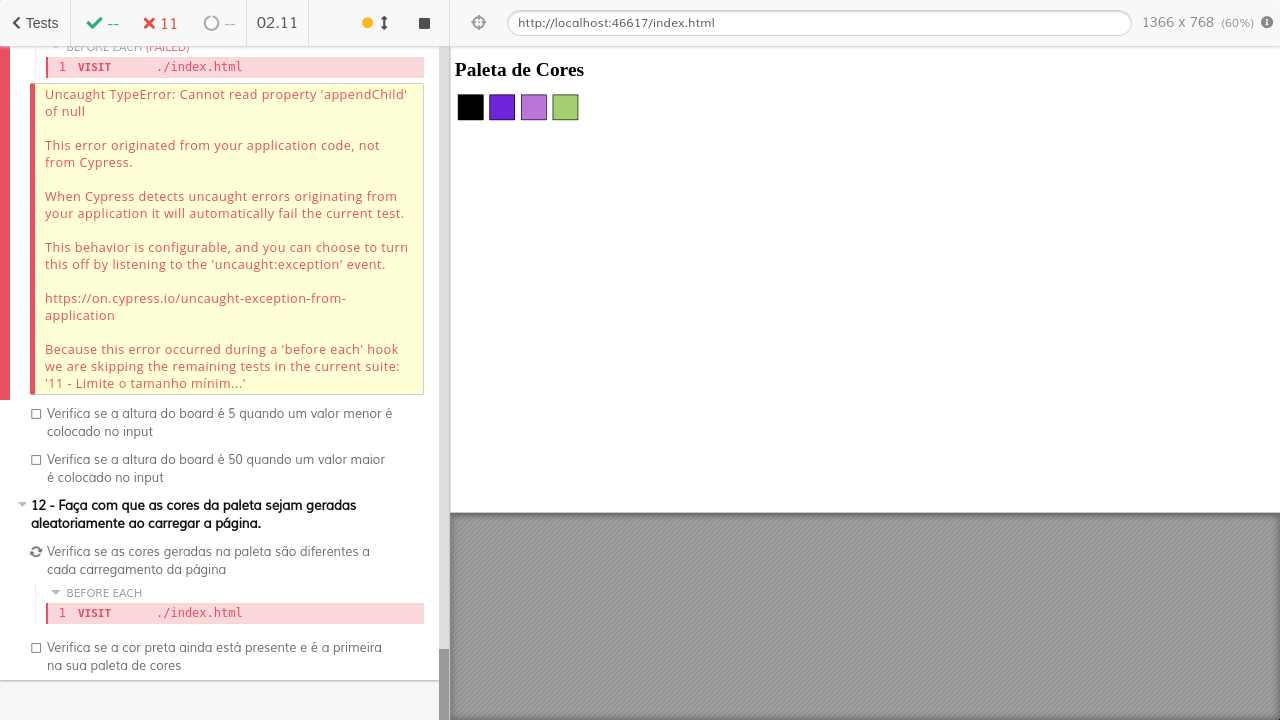 Tests
--
11
--
02.11
http://localhost:46617/index.html
1366 x 768 (60%)
BEFORE EACH (FAILED)
1 VISIT ./index.html
Uncaught TypeError: Cannot read property 'appendChild'
of null
This error originated from your application code, not
from Cypress.
When Cypress detects uncaught errors originating from
your application it will automatically fail the current test.
This behavior is configurable, and you can choose to turn
this off by listening to the 'uncaught:exception' event.
https://on.cypress.io/uncaught-exception-from-
application
Because this error occurred during a 'before each' hook
we are skipping the remaining tests in the current suite:
'11 - Limite o tamanho mínim...'
Verifica se a altura do board é 5 quando um valor menor é
colocado no input
Verifica se a altura do board é 50 quando um valor maior
é colocado no input
12 - Faça com que as cores da paleta sejam geradas
aleatoriamente ao carregar a página.
Verifica se as cores geradas na paleta são diferentes a
cada carregamento da página
BEFORE EACH
1 VISIT ./index.html
Verifica se a cor preta ainda está presente e é a primeira
na sua paleta de cores
Paleta de Cores